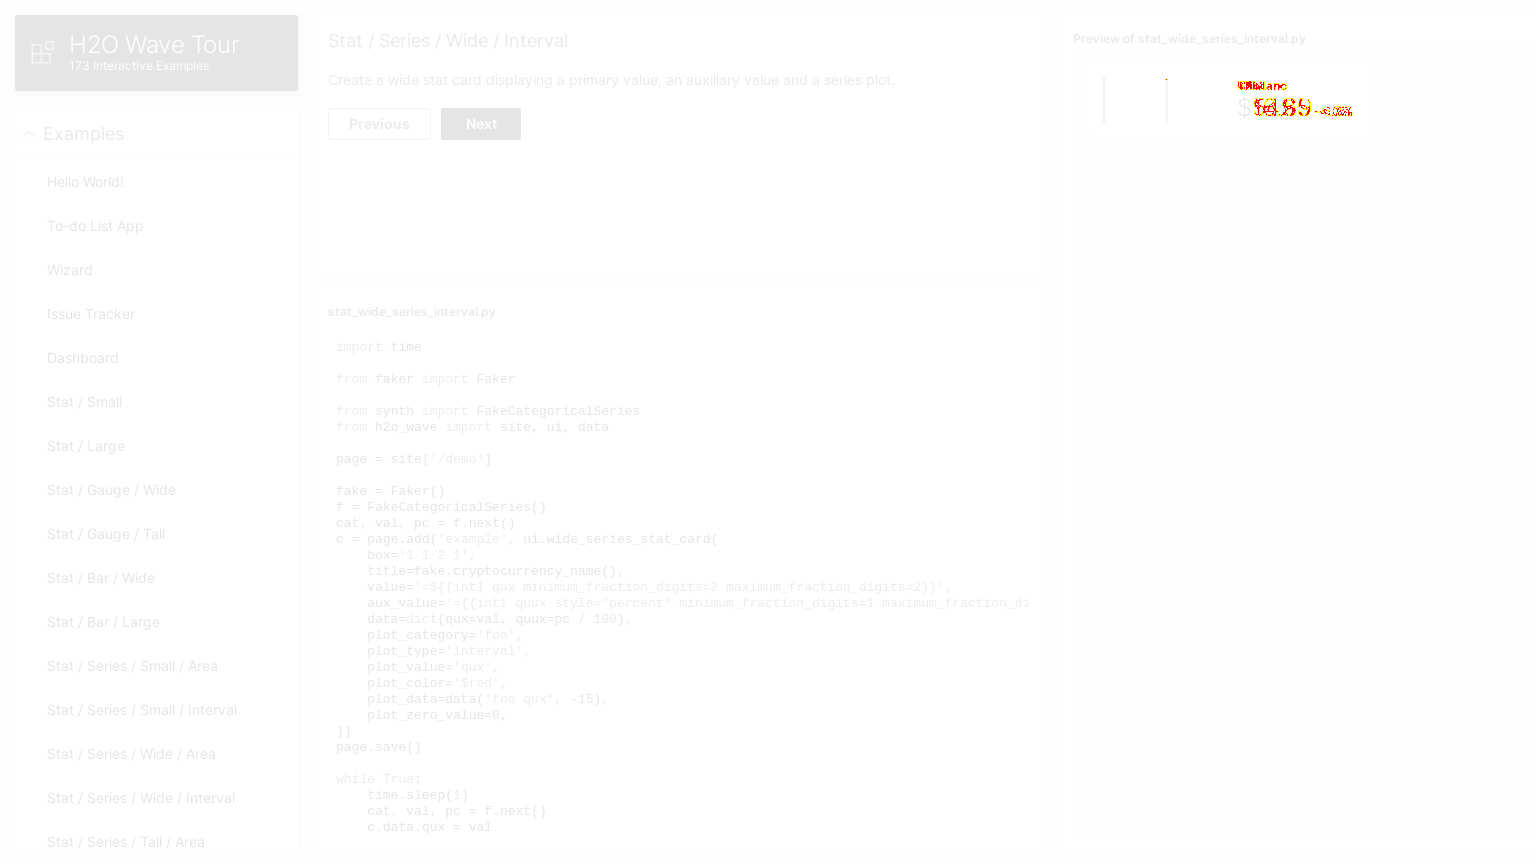 H2O Wave Tour
173 Interactive Examples
Examples
Hello World!
To-do List App
Wizard
Issue Tracker
Dashboard
Stat / Small
Stat / Large
Stat / Gauge / Wide
Stat / Gauge / Tall
Stat / Bar / Wide
Stat / Bar / Large
Stat / Series / Small / Area
Stat / Series / Small / Interval
Stat / Series / Wide / Area
Stat / Series / Wide / Interval
Stat / Series / Tall / Area
Stat / Series / Wide / Interval
Create a wide stat card displaying a primary value, an auxiliary value and a series plot.
Previous
Next
stat_wide_series_interval.py
import time
from faker import Faker
from synth import FakeCategoricalSeries
from h2o_wave import site, ui, data
page = site['/demo']
fake = Faker()
f = FakeCategoricalSeries()
cat, val, pc = f.next()
c = page.add('example', ui.wide_series_stat_card(
box='1 1 2 1',
title=fake.cryptocurrency_name(),
value='=${{intl qux minimum_fraction_digits=2 maximum_fraction_digits=2}}',
aux_value='={{intl quux style="percent" minimum_fraction_digits=1 maximum_fraction_di
data=dict(qux=val, quux=pc / 100),
plot_category='foo',
plot_type='interval',
plot_value='qux',
plot_color='$red',
plot_data=data('foo qux', -15),
plot_zero_value=0,
))
page.save()
while True:
time.sleep(1)
cat, val, pc = f.next()
c.data.qux = val
Preview of stat_wide_series_interval.py